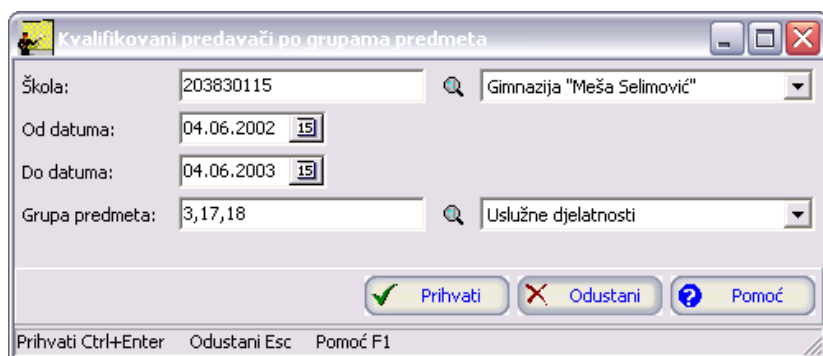 Kvalifikovani predavači po grupama predmeta
Škola: 203830115 Gimnazija "Meša Selimović"
Od datuma: 04.06.2002 15
Do datuma: 04.06.2003 15
Grupa predmeta: 3,17,18 Uslužne djelatnosti
Prihvati Odustani ? Pomoć
Prihvati Ctrl+Enter Odustani Esc Pomoć F1